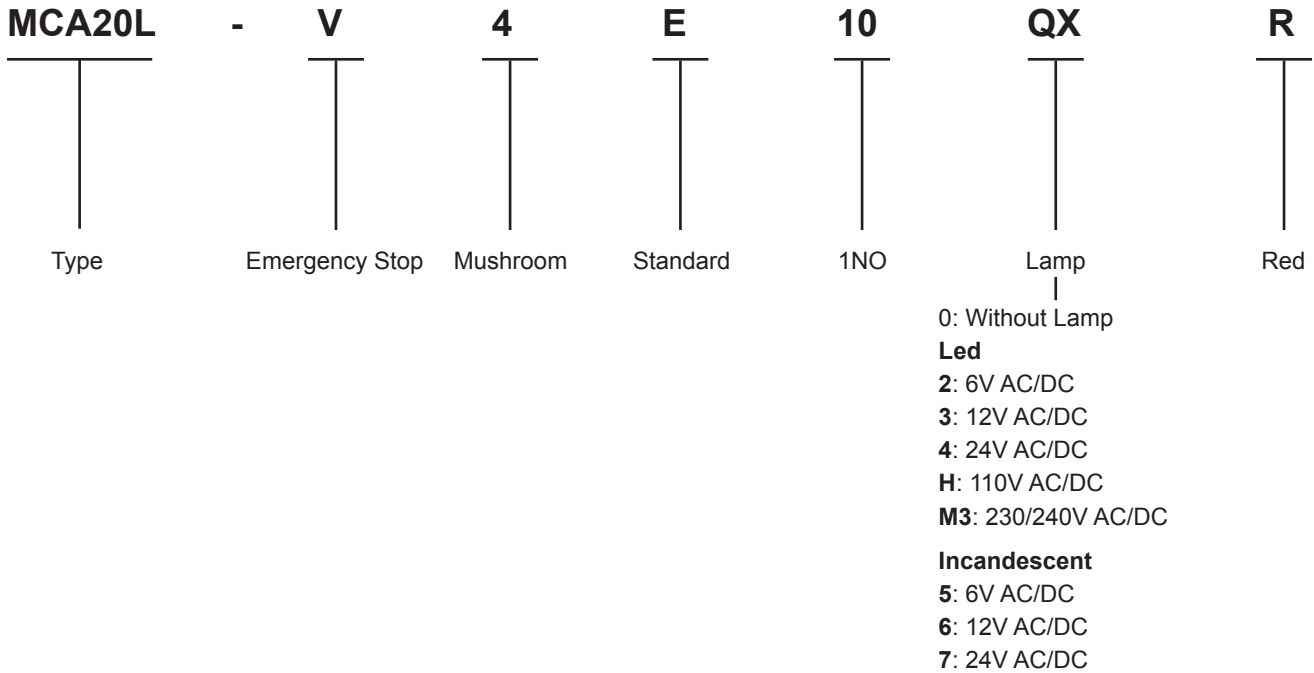 MCA20L - V 4 E 10 QX R
Type Emergency Stop Mushroom Standard 1NO Lamp Red
0: Without Lamp
Led
2: 6V AC/DC
3: 12V AC/DC
4: 24V AC/DC
H: 110V AC/DC
M3: 230/240V AC/DC
Incandescent
5: 6V AC/DC
6: 12V AC/DC
7: 24V AC/DC